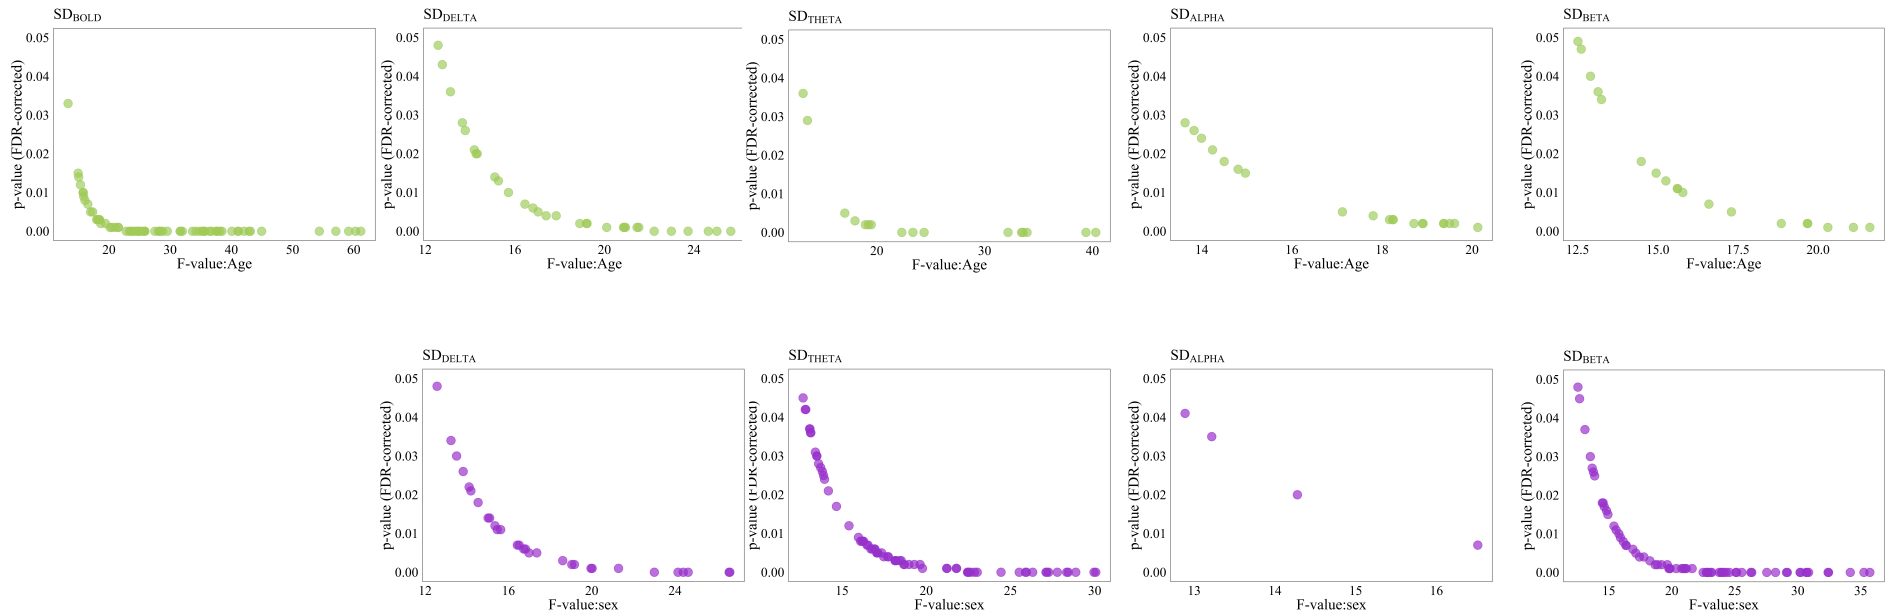 SDBOLD
0.05
0.04
0.03
0.02
0.01
0.00
p-value (FDR-corrected)
20 30 40 50 60
F-value:Age
SDDELTA
0.05
0.04
0.03
0.02
0.01
0.00
p-value (FDR-corrected)
12 16 20 24
F-value:Age
SDTHETA
0.05
0.04
0.03
0.02
0.01
0.00
p-value (FDR-corrected)
20 30 40
F-value:Age
SDALPHA
0.05
0.04
0.03
0.02
0.01
0.00
p-value (FDR-corrected)
14 16 18 20
F-value:Age
SDBETA
0.05
0.04
0.03
0.02
0.01
0.00
p-value (FDR-corrected)
12.5 15.0 17.5 20.0
F-value:Age
SDDELTA
0.05
0.04
0.03
0.02
0.01
0.00
p-value (FDR-corrected)
12 16 20 24
F-value:sex
SDTHETA
0.05
0.04
0.03
0.02
0.01
0.00
p-value (FDR-corrected)
15 20 25 30
F-value:sex
SDALPHA
0.05
0.04
0.03
0.02
0.01
0.00
p-value (FDR-corrected)
13 14 15 16
F-value:sex
SDBETA
0.05
0.04
0.03
0.02
0.01
0.00
p-value (FDR-corrected)
15 20 25 30 35
F-value:sex